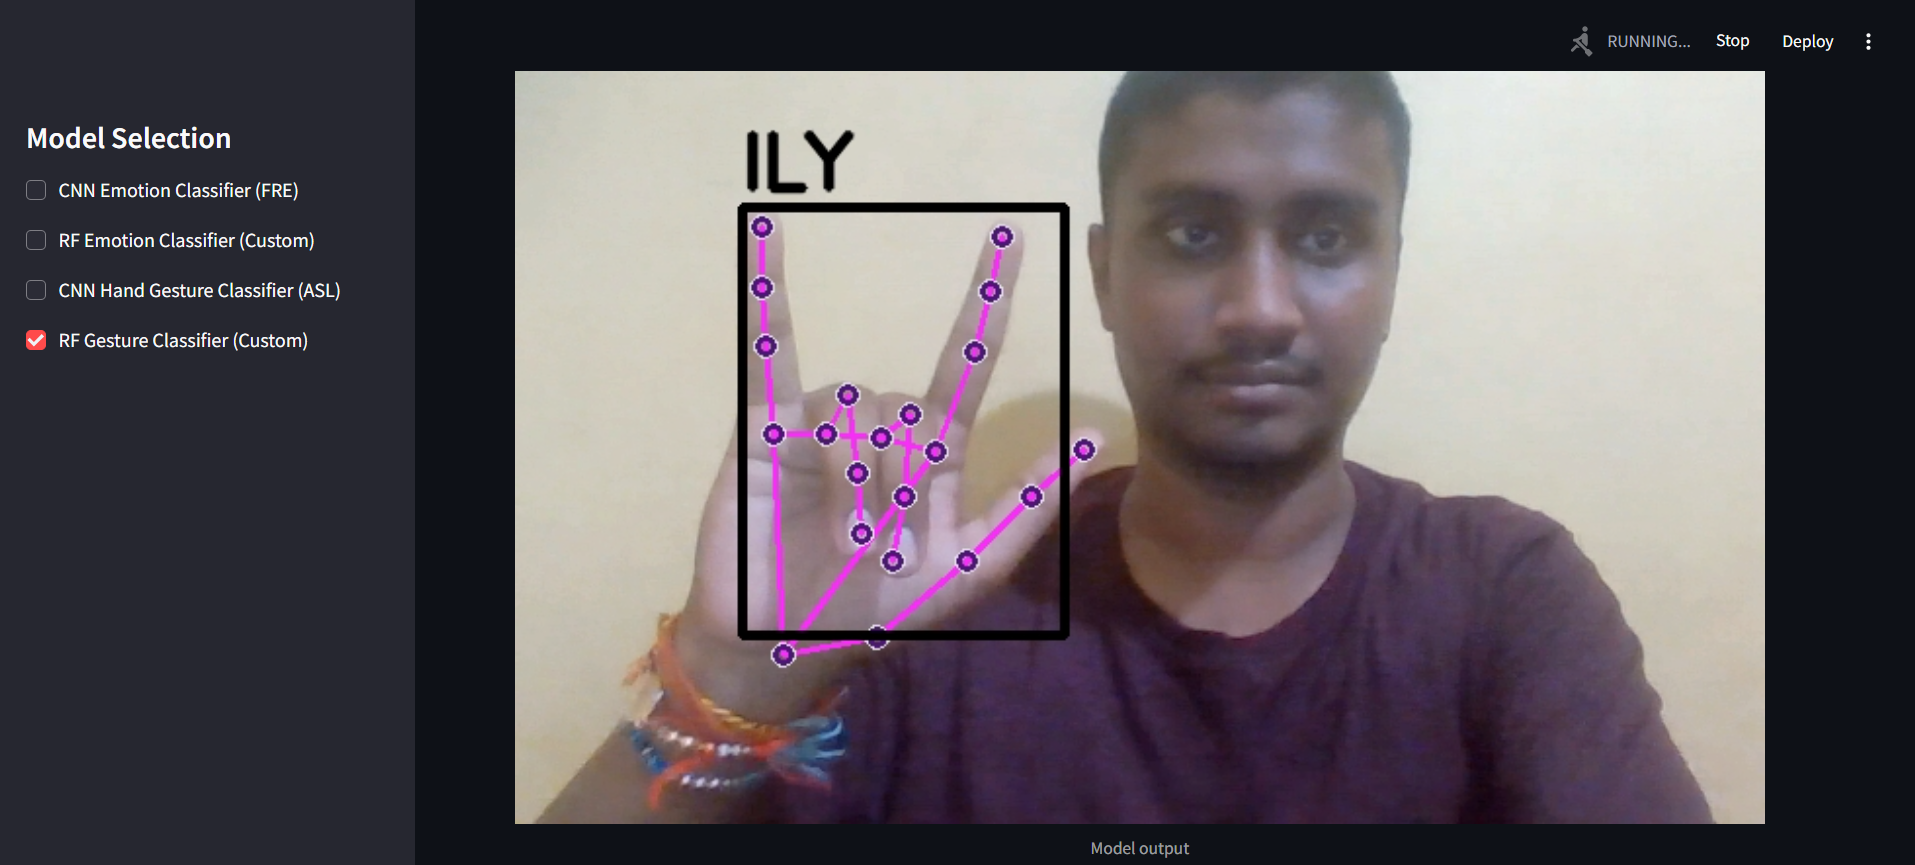 RUNNING...
Stop
Deploy
Model Selection
CNN Emotion Classifier (FRE)
RF Emotion Classifier (Custom)
CNN Hand Gesture Classifier (ASL)
RF Gesture Classifier (Custom)
ILY
Model output